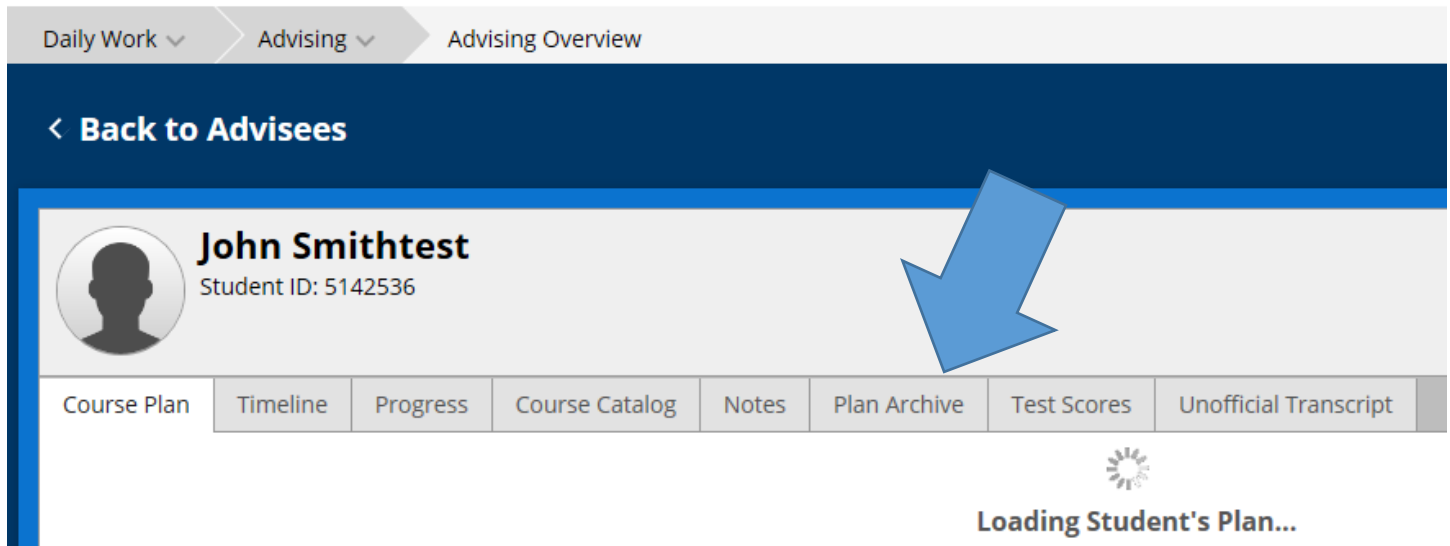 Daily Work Advising Advising Overview
< Back to Advisees
John Smithtest
Student ID: 5142536
Course Plan Timeline Progress Course Catalog Notes Plan Archive Test Scores Unofficial Transcript
Loading Student's Plan...